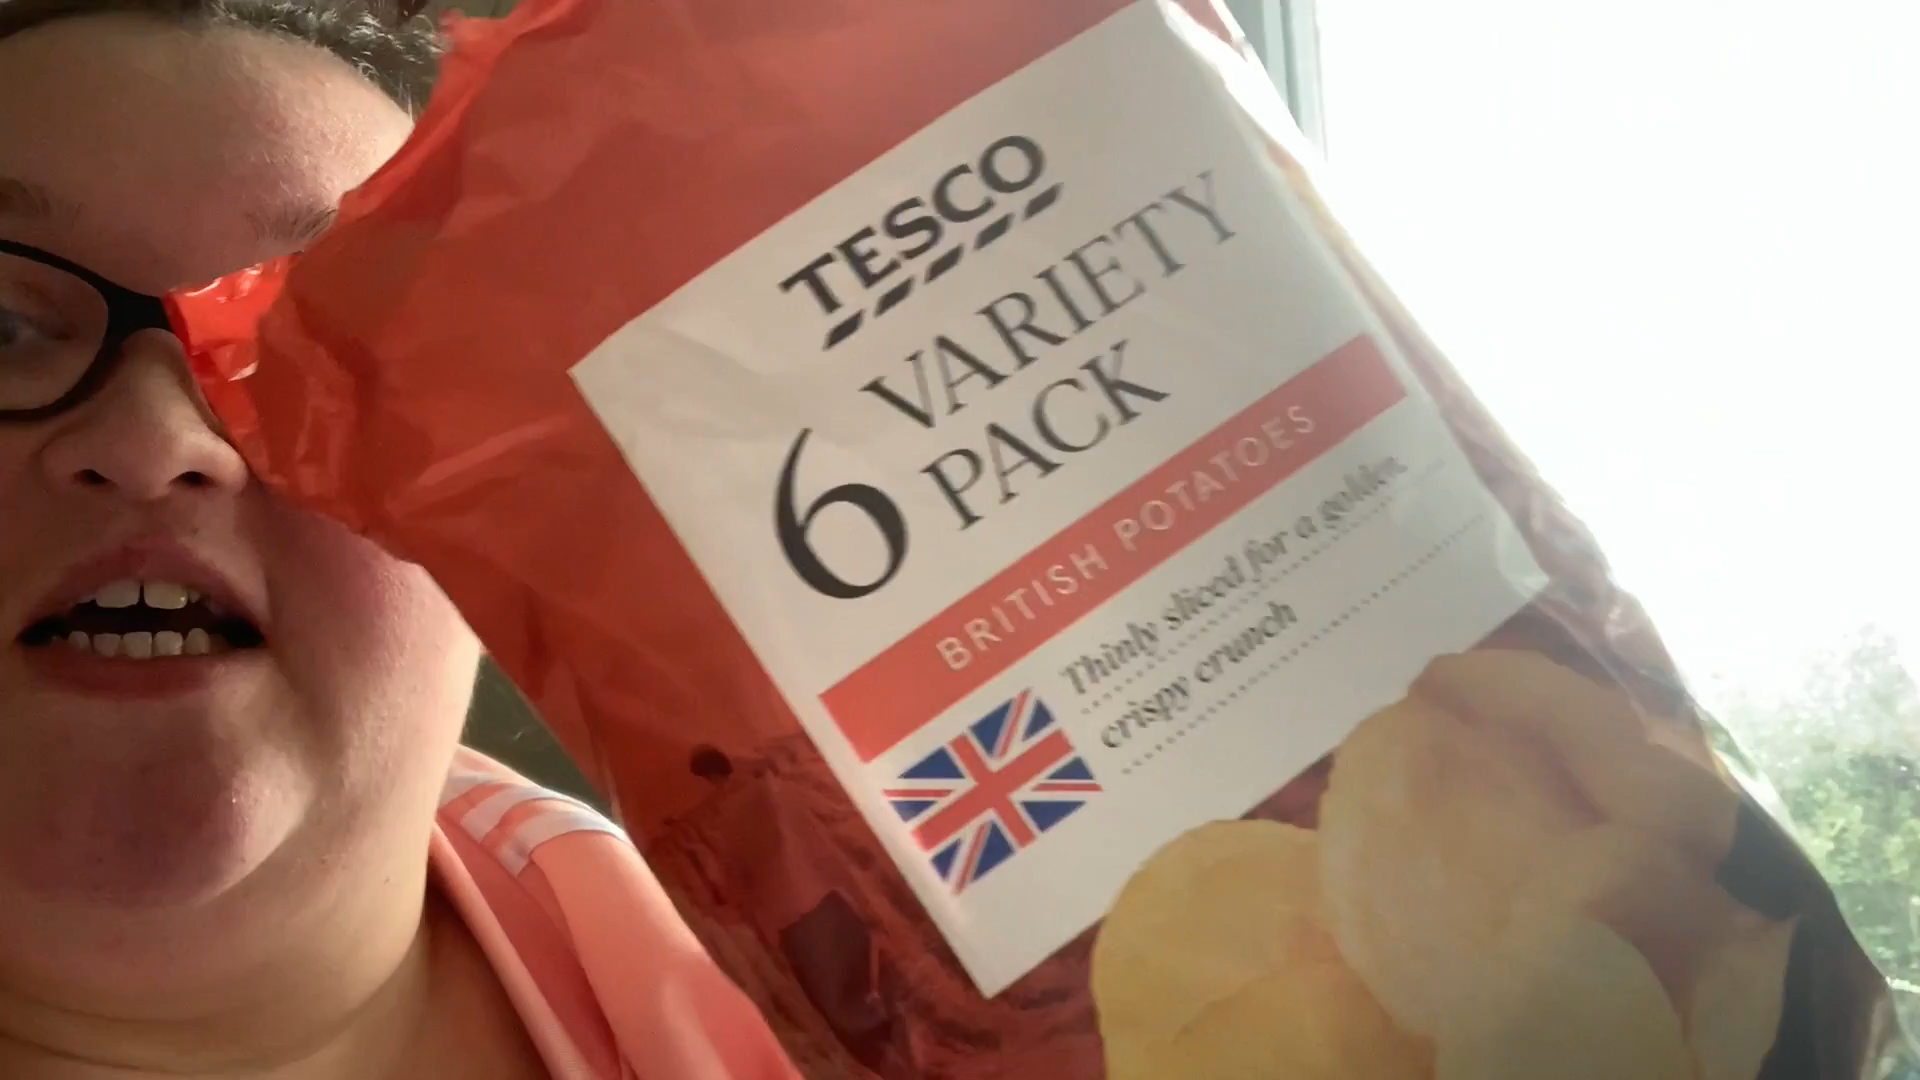 TESCO
6 VARIETY
PACK
BRITISH POTATOES
Thinly sliced for a golden
crispy crunch